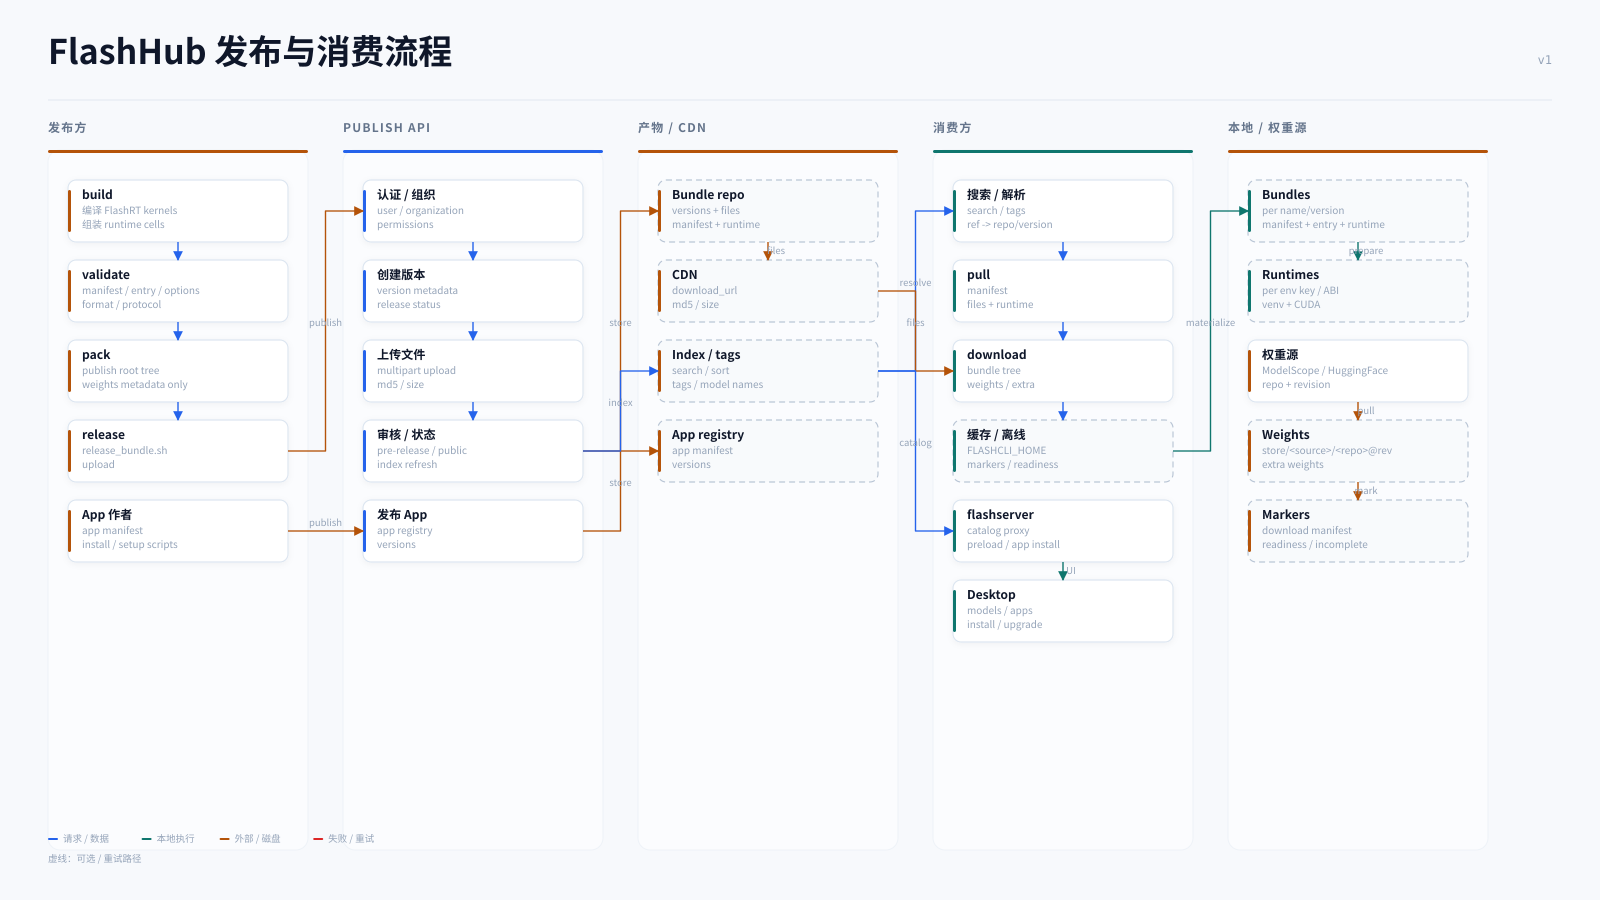 FlashHub 发布与消费流程
v1
发布方
build
编译 FlashRT kernels
组装 runtime cells
validate
manifest / entry / options
format / protocol
pack
publish root tree
weights metadata only
release
release_bundle.sh
upload
App 作者
app manifest
install / setup scripts
publish
publish
PUBLISH API
认证 / 组织
user / organization
permissions
创建版本
version metadata
release status
上传文件
multipart upload
md5 / size
审核 / 状态
pre-release / public
index refresh
发布 App
app registry
versions
store
index
store
产物 / CDN
Bundle repo
versions + files
manifest + runtime
files
CDN
download_url
md5 / size
Index / tags
search / sort
tags / model names
App registry
app manifest
versions
resolve
files
catalog
消费方
搜索 / 解析
search / tags
ref -> repo/version
pull
manifest
files + runtime
download
bundle tree
weights / extra
缓存 / 离线
FLASHCLI_HOME
markers / readiness
flashserver
catalog proxy
preload / app install
UI
Desktop
models / apps
install / upgrade
materialize
本地 / 权重源
Bundles
per name/version
manifest + entry + runtime
prepare
Runtimes
per env key / ABI
venv + CUDA
权重源
ModelScope / HuggingFace
repo + revision
pull
Weights
store/<source>/<repo>@rev
extra weights
mark
Markers
download manifest
readiness / incomplete
请求 / 数据
本地执行
外部 / 磁盘
失败 / 重试
虚线：可选 / 重试路径